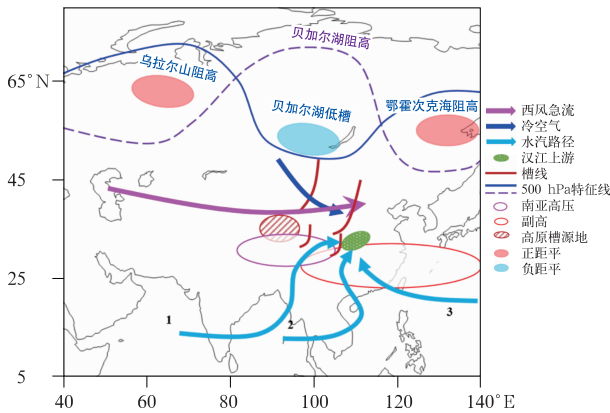 贝加尔湖阻高
乌拉尔山阻高
65°N
贝加尔湖低槽
鄂霍次克海阻高
45
25
5
1
2
3
40
60
80
100
120
140°E
西风急流
冷空气
水汽路径
汉江上游
槽线
500 hPa特征线
南亚高压
副高
高原槽源地
正距平
负距平